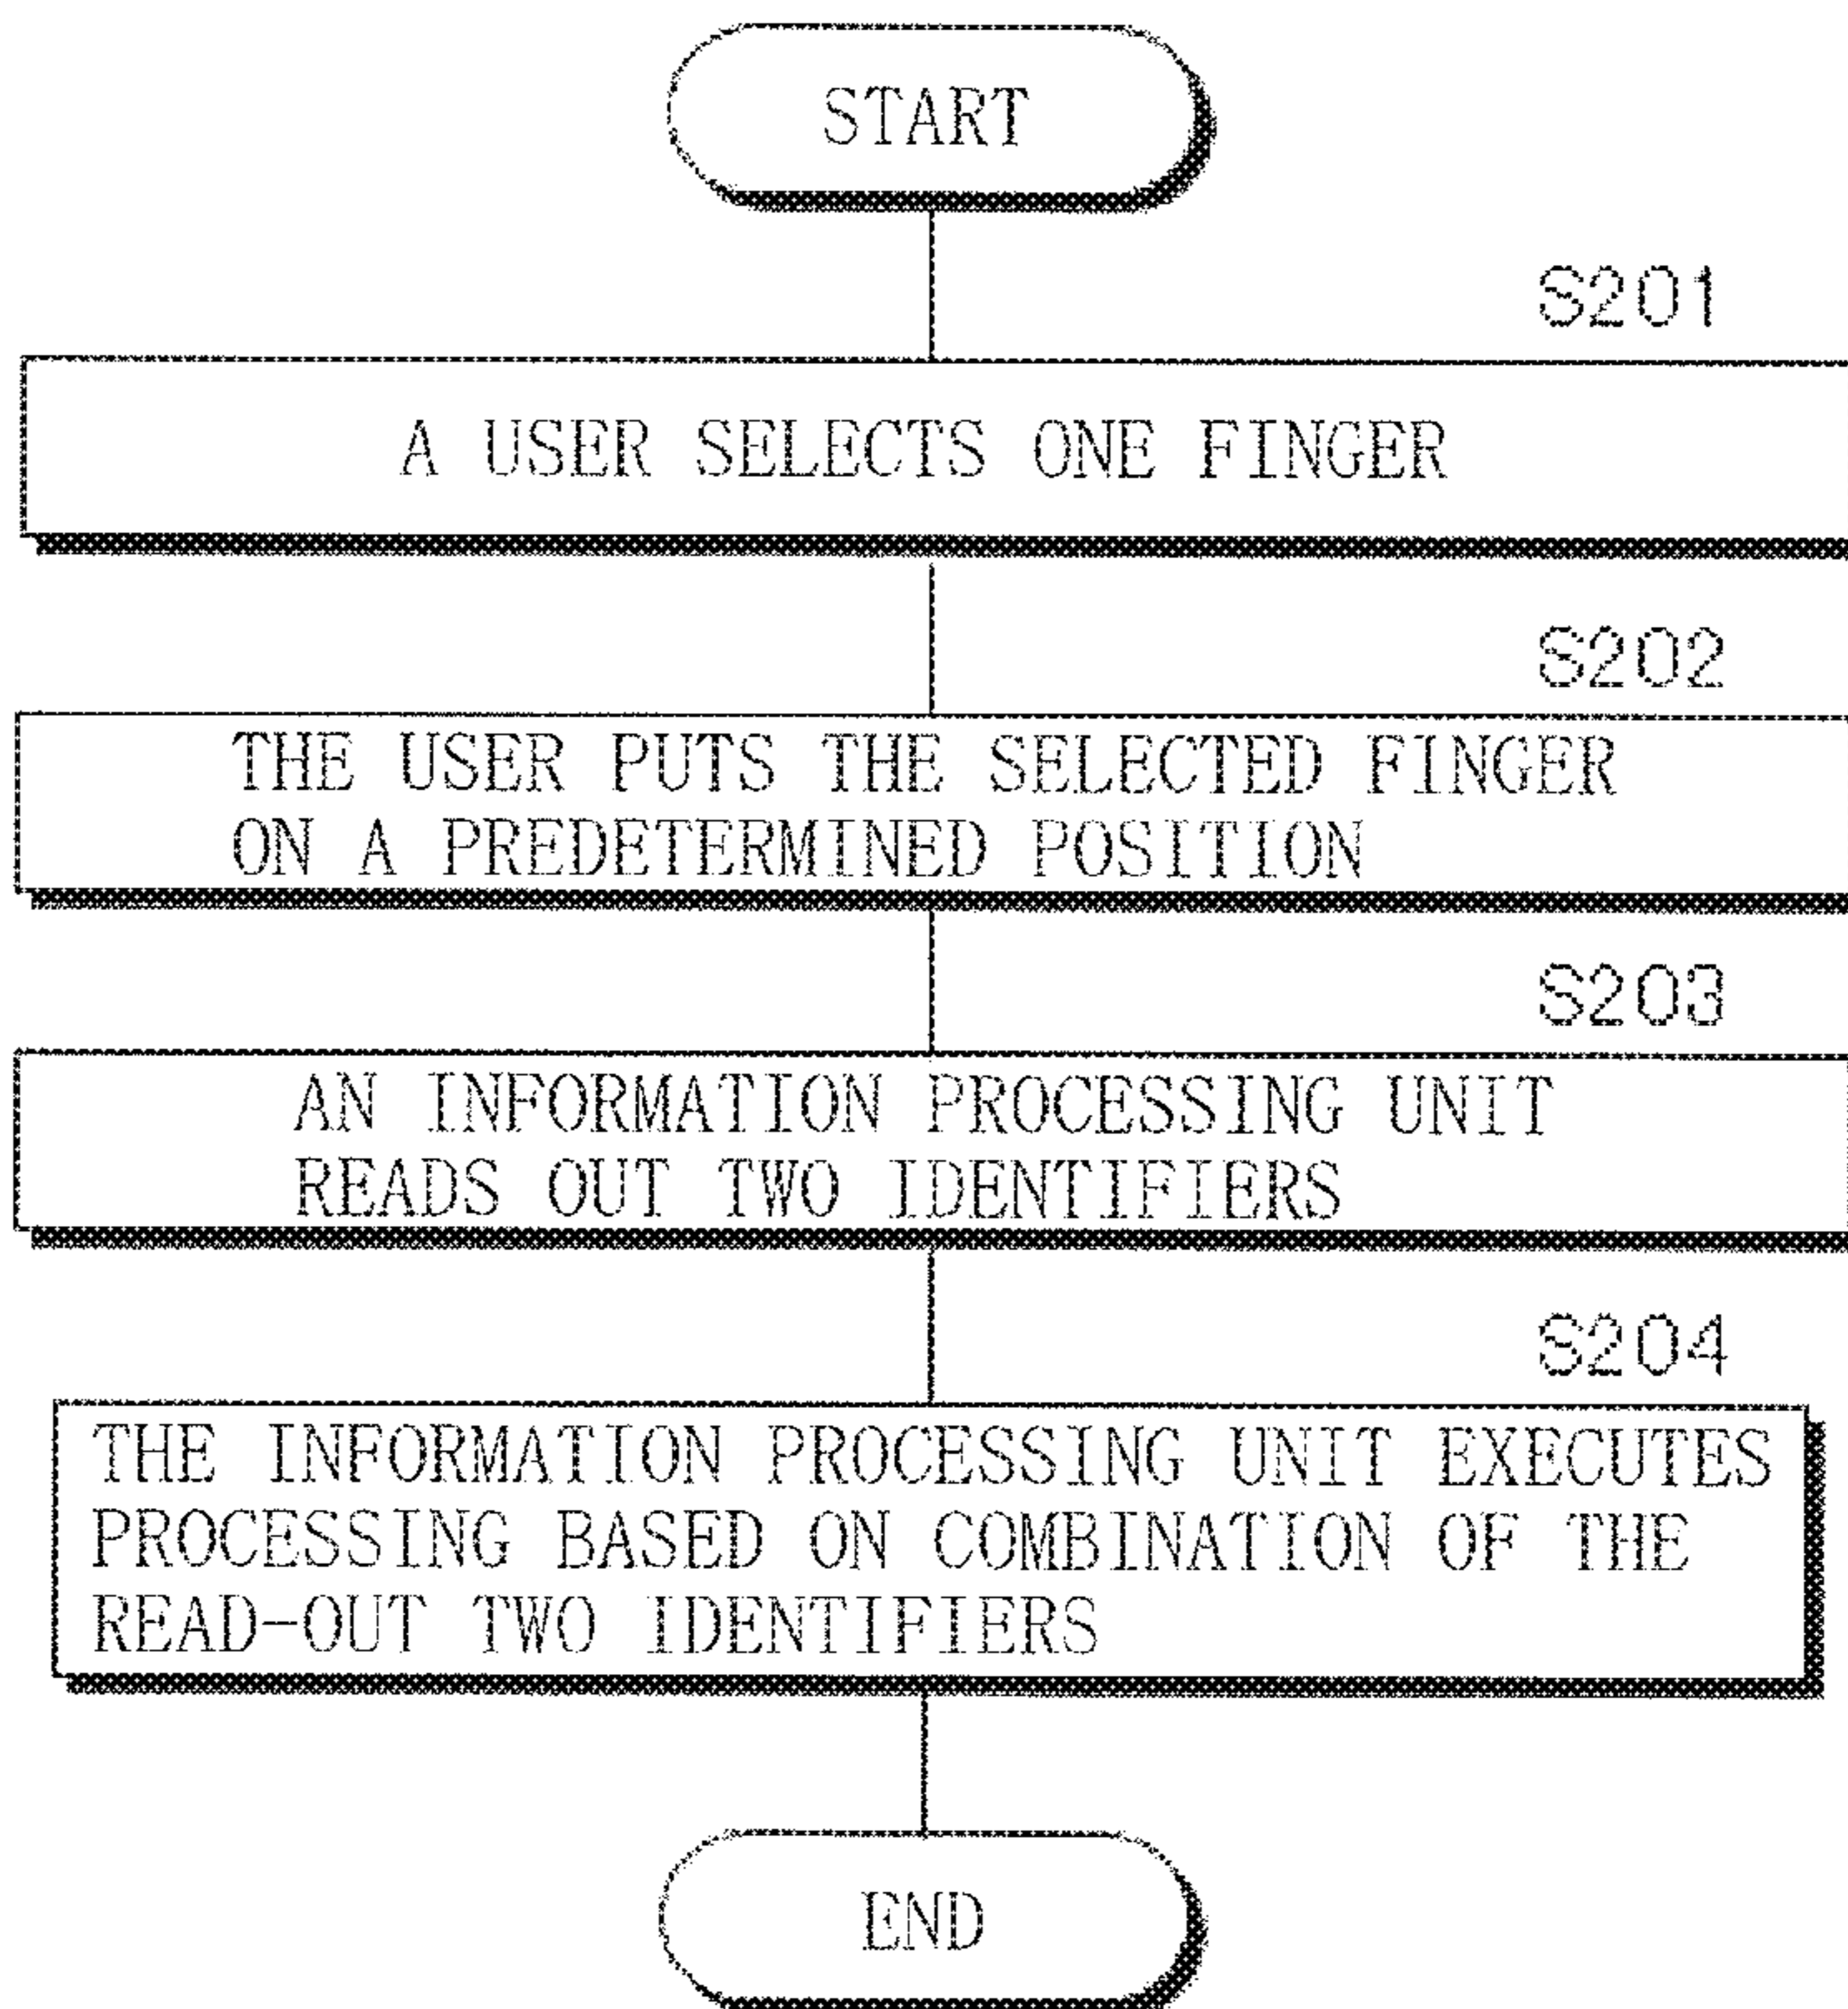 START
S201
A USER SELECTS ONE FINGER
S202
THE USER PUTS THE SELECTED FINGER
ON A PREDETERMINED POSITION
S203
AN INFORMATION PROCESSING UNIT
READS OUT TWO IDENTIFIERS
S204
THE INFORMATION PROCESSING UNIT EXECUTES
PROCESSING BASED ON COMBINATION OF THE
READ-OUT TWO IDENTIFIERS
END